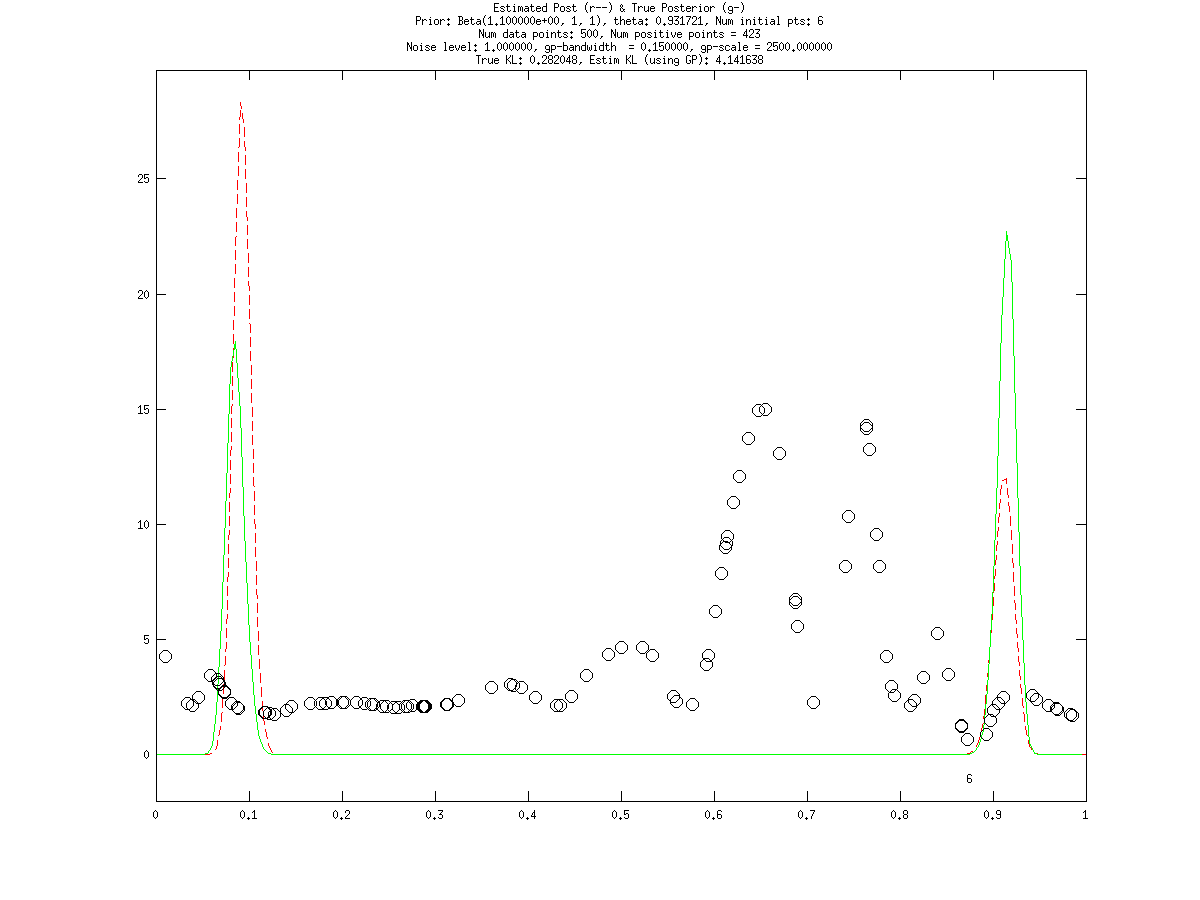 Estimated Post (r--) & True Posterior (g-)
Prior: Beta(1.100000e+00, 1, 1), theta: 0.931721, Num initial pts: 6
Num data points: 500, Num positive points = 423
Noise level: 1.000000, gp-bandwidth  = 0.150000, gp-scale = 2500.000000
True KL: 0.282048, Estim KL (using GP): 4.141638
25
20
15
10
5
0
6
0 0.1 0.2 0.3 0.4 0.5 0.6 0.7 0.8 0.9 1